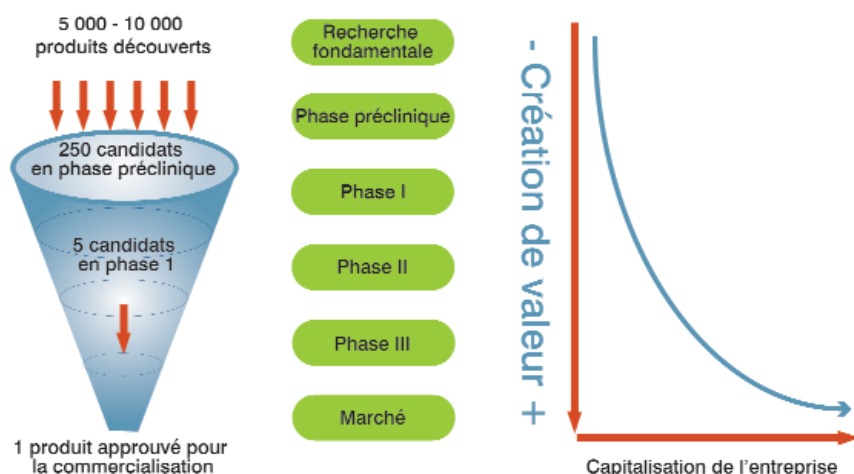 5 000 - 10 000
produits découverts
250 candidats
en phase préclinique
5 candidats
en phase 1
1 produit approuvé pour
la commercialisation
Recherche
fondamentale
Phase préclinique
Phase I
Phase II
Phase III
Marché
- Création de valeur +
Capitalisation de l'entreprise